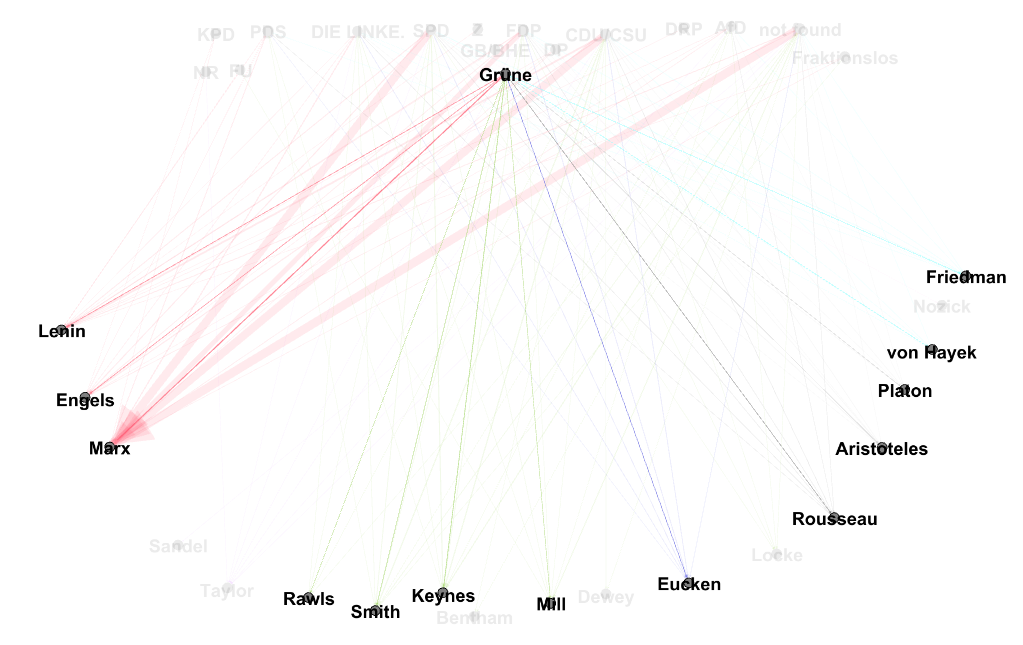 KPD
PDS
DIE LINKE.
SPD
Z
FDP
CDU/CSU
DRP
AfD
not found
GB/BHE
DP
Fraktionslos
NR
FU
Grüne
Friedman
Nozick
Lenin
von Hayek
Platon
Engels
Marx
Aristoteles
Rousseau
Sandel
Locke
Taylor
Rawls
Smith
Keynes
Bentham
Mill
Dewey
Eucken